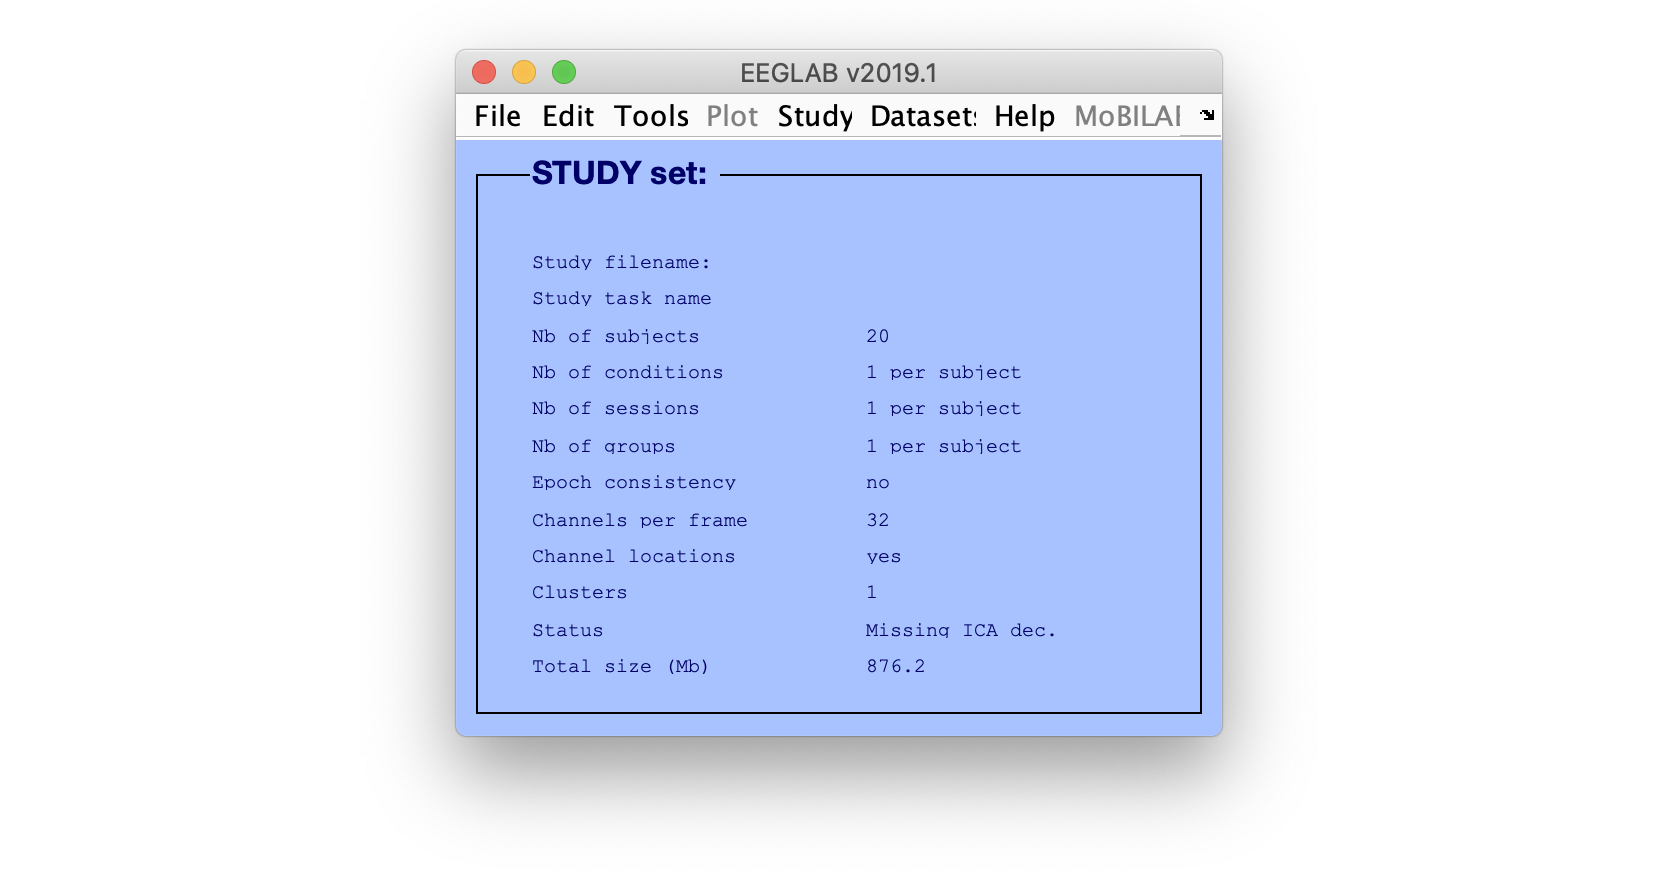 EEGLAB v2019.1
File Edit Tools Plot Study Datasets Help MoBILAB
STUDY set:
Study filename:
Study task name
Nb of subjects 20
Nb of conditions 1 per subject
Nb of sessions 1 per subject
Nb of groups 1 per subject
Epoch consistency no
Channels per frame 32
Channel locations yes
Clusters 1
Status Missing ICA dec.
Total size (Mb) 876.2